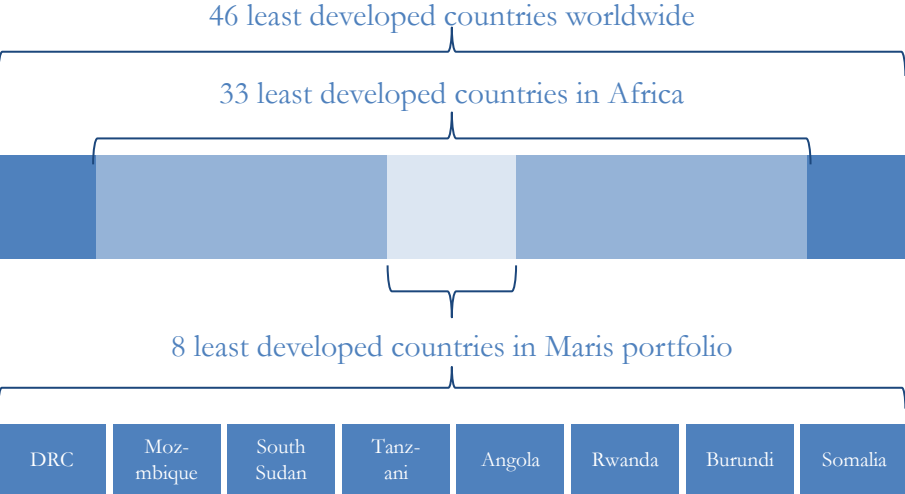 46 least developed countries worldwide
33 least developed countries in Africa
8 least developed countries in Maris portfolio
DRC
Moz-
mbique
South
Sudan
Tanz-
ani
Angola
Rwanda
Burundi
Somalia